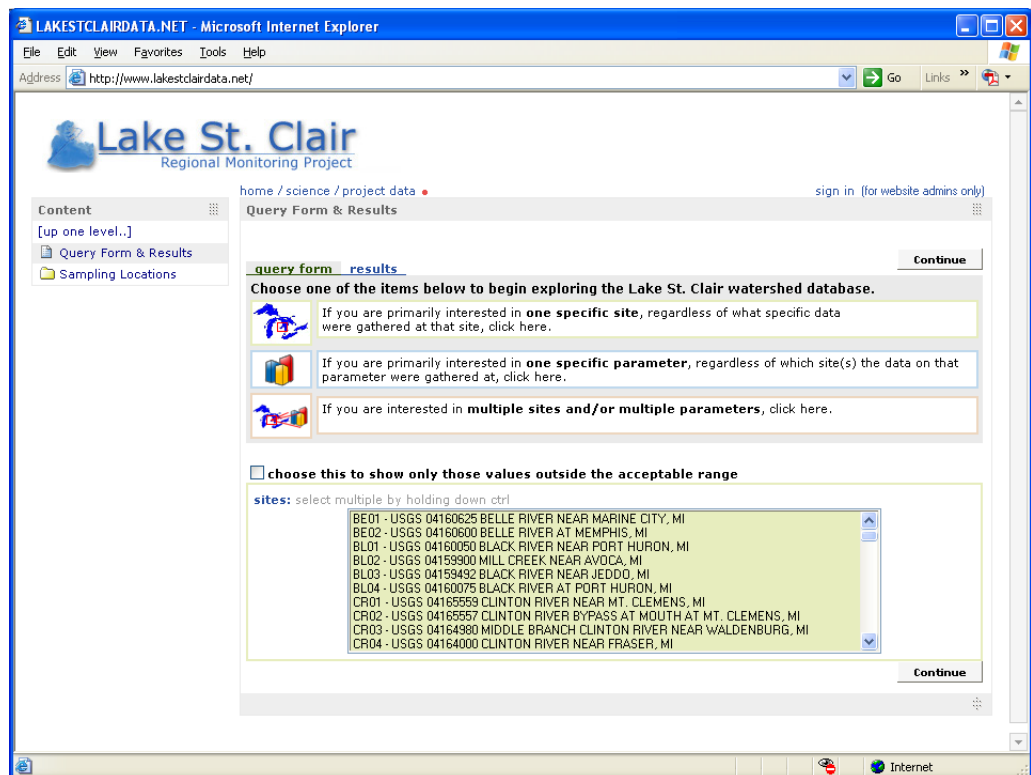 LAKESTCLAIRDATA.NET - Microsoft Internet Explorer
File Edit View Favorites Tools Help
Address http://www.lakestclairdata.net/ Go Links »
Lake St. Clair
Regional Monitoring Project
home / science / project data
sign in (for website admins only)
Content
[up one level..]
Query Form & Results
Sampling Locations
Query Form & Results
Continue
query form results
Choose one of the items below to begin exploring the Lake St. Clair watershed database.
If you are primarily interested in one specific site, regardless of what specific data
were gathered at that site, click here.
If you are primarily interested in one specific parameter, regardless of which site(s) the data on that
parameter were gathered at, click here.
If you are interested in multiple sites and/or multiple parameters, click here.
choose this to show only those values outside the acceptable range
sites: select multiple by holding down ctrl
BE01 - USGS 04160625 BELLE RIVER NEAR MARINE CITY, MI
BE02 - USGS 04160600 BELLE RIVER AT MEMPHIS, MI
BL01 - USGS 04160050 BLACK RIVER NEAR PORT HURON, MI
BL02 - USGS 04159900 MILL CREEK NEAR AVOCA, MI
BL03 - USGS 04159492 BLACK RIVER NEAR JEDDO, MI
BL04 - USGS 04160075 BLACK RIVER AT PORT HURON, MI
CR01 - USGS 04165559 CLINTON RIVER NEAR MT. CLEMENS, MI
CR02 - USGS 04165557 CLINTON RIVER BYPASS AT MOUTH AT MT. CLEMENS, MI
CR03 - USGS 04164980 MIDDLE BRANCH CLINTON RIVER NEAR WALDENBURG, MI
CR04 - USGS 04164000 CLINTON RIVER NEAR FRASER, MI
Continue
Internet